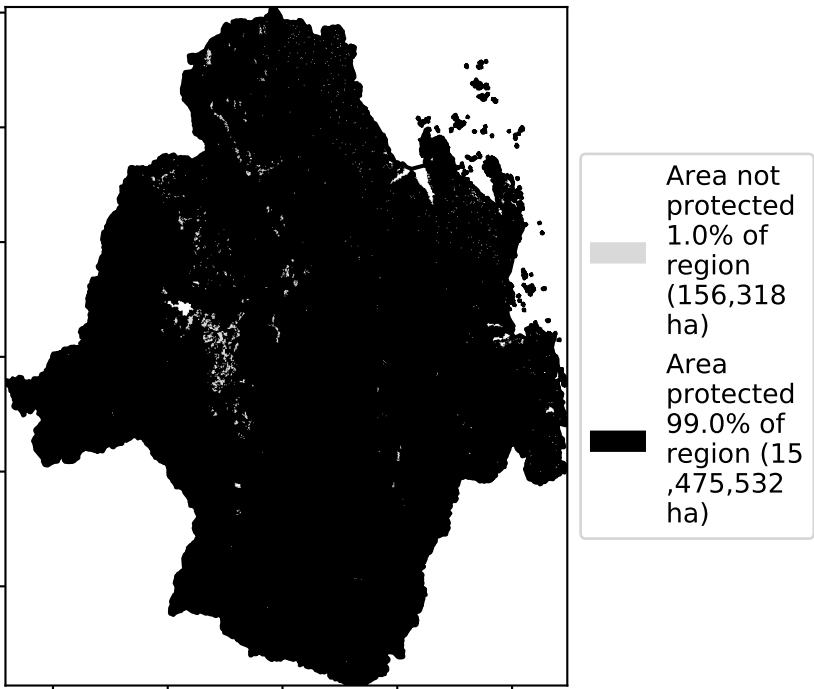 Area not
protected
1.0% of
region
(156,318
ha)
Area
protected
99.0% of
region (15
,475,532
ha)